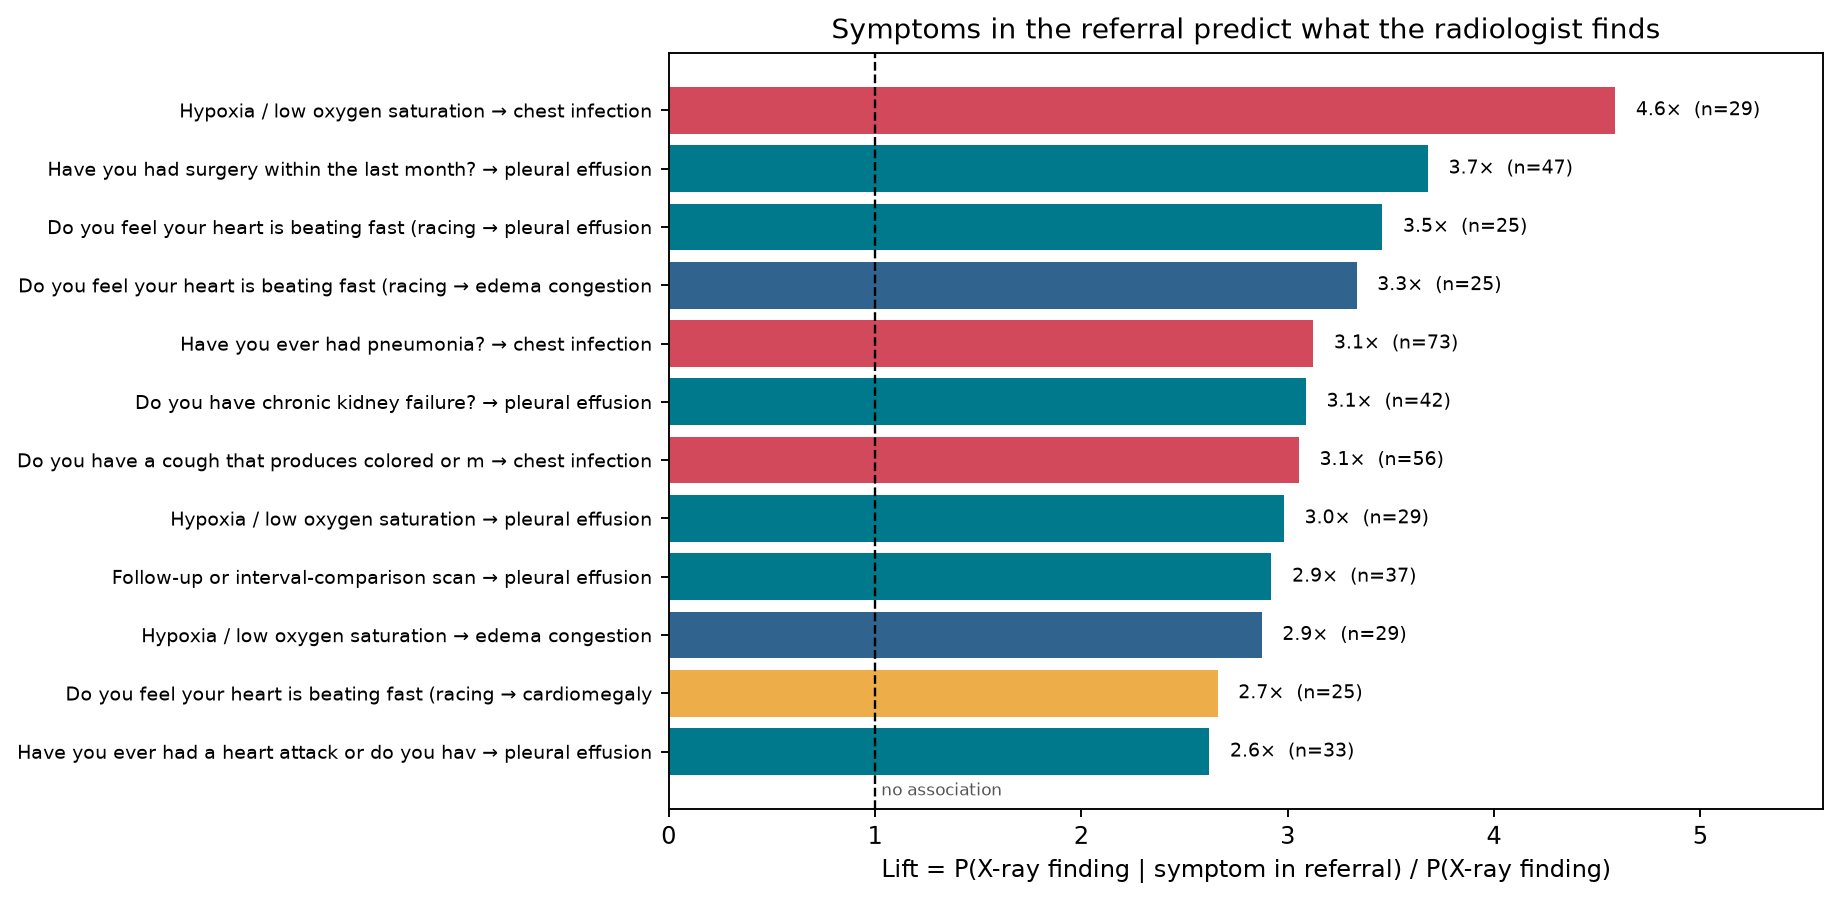 Symptoms in the referral predict what the radiologist finds
Hypoxia / low oxygen saturation → chest infection
4.6× (n=29)
Have you had surgery within the last month? → pleural effusion
3.7× (n=47)
Do you feel your heart is beating fast (racing → pleural effusion
3.5× (n=25)
Do you feel your heart is beating fast (racing → edema congestion
3.3× (n=25)
Have you ever had pneumonia? → chest infection
3.1× (n=73)
Do you have chronic kidney failure? → pleural effusion
3.1× (n=42)
Do you have a cough that produces colored or m → chest infection
3.1× (n=56)
Hypoxia / low oxygen saturation → pleural effusion
3.0× (n=29)
Follow-up or interval-comparison scan → pleural effusion
2.9× (n=37)
Hypoxia / low oxygen saturation → edema congestion
2.9× (n=29)
Do you feel your heart is beating fast (racing → cardiomegaly
2.7× (n=25)
Have you ever had a heart attack or do you hav → pleural effusion
2.6× (n=33)
no association
0 1 2 3 4 5
Lift = P(X-ray finding | symptom in referral) / P(X-ray finding)